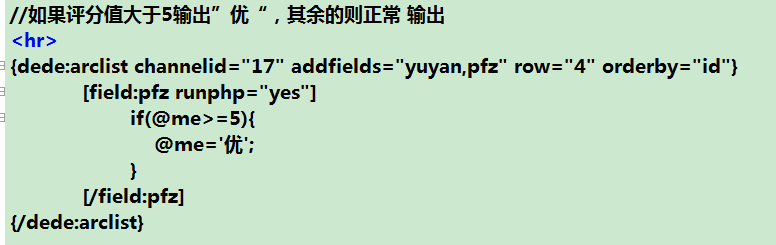 //如果评分值大于5输出”优“，其余的则正常 输出
<hr>
{dede:arclist channelid="17" addfields="yuyan,pfz" row="4" orderby="id"}
[field:pfz runphp="yes"]
if(@me>=5){
@me='优';
}
[/field:pfz]
{/dede:arclist}